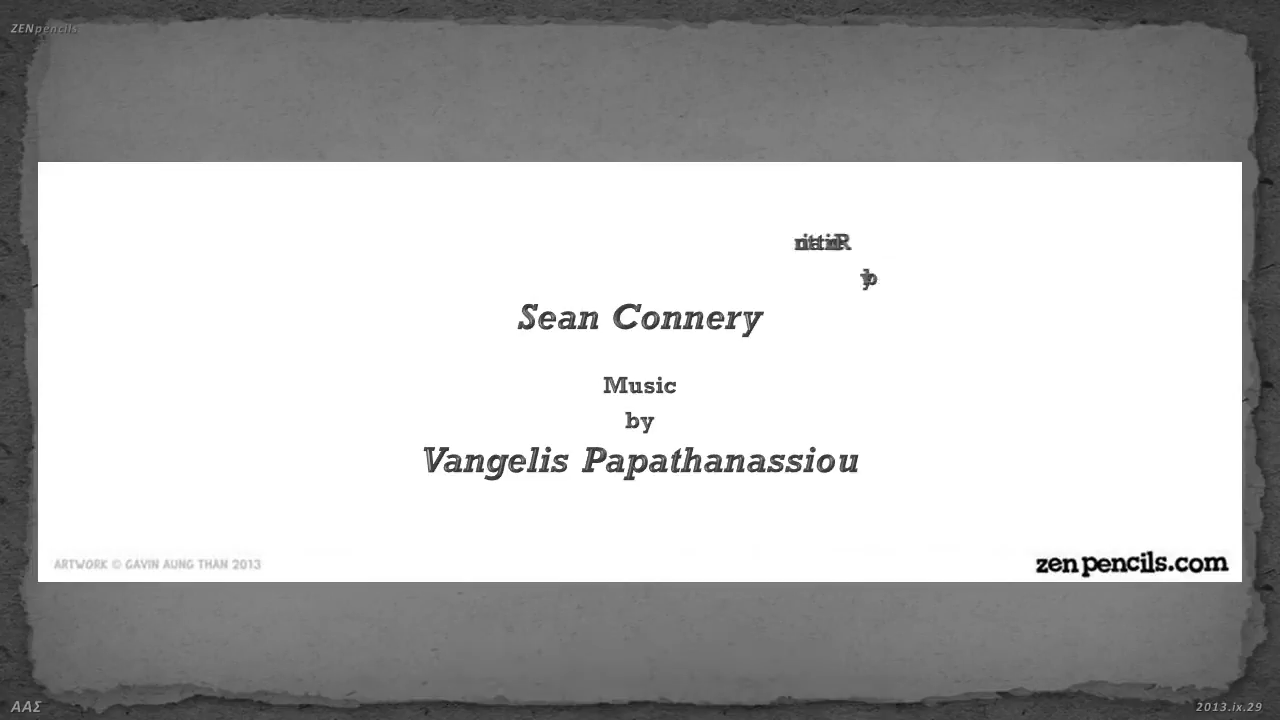 ZENpencils
Sean Connery
Music
by
Vangelis Papathanassiou
ARTWORK © GAVIN AUNG THAN 2013
zenpencils.com
ΑΑΣ
2013.ix.29